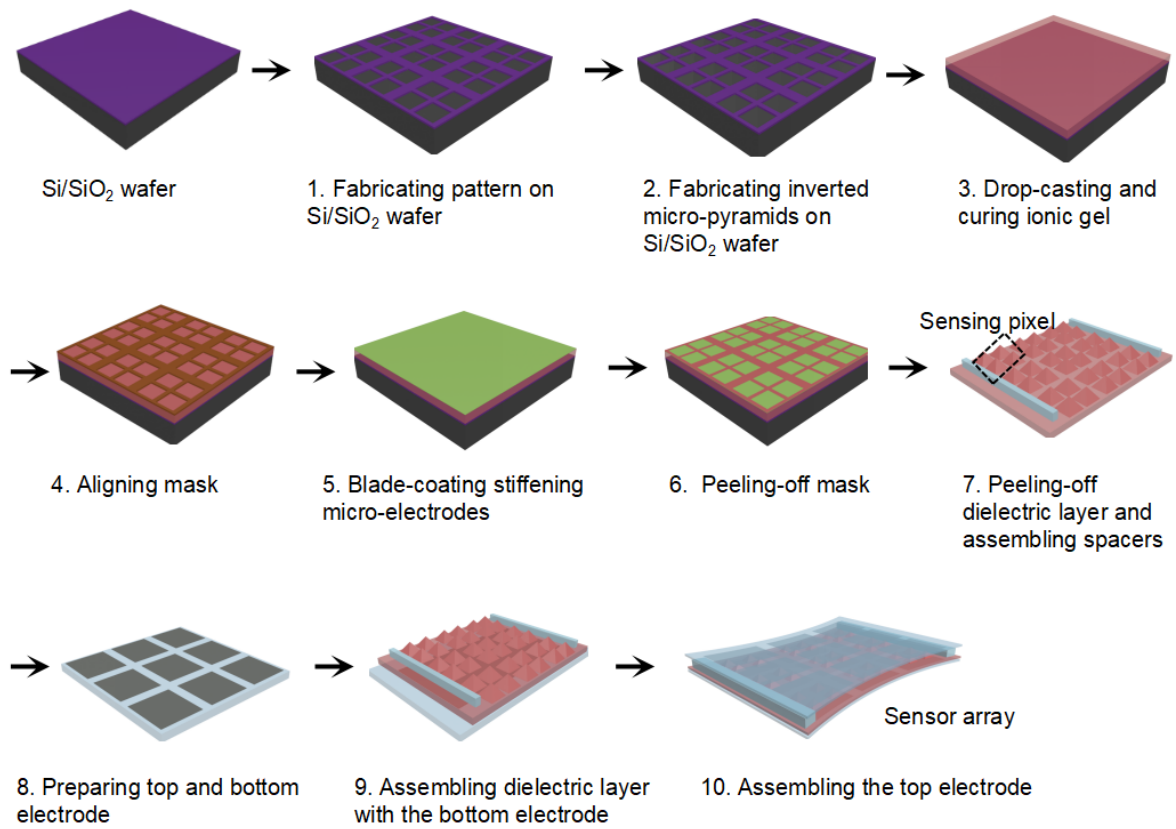 Si/SiO₂ wafer
1. Fabricating pattern on
Si/SiO₂ wafer
2. Fabricating inverted
micro-pyramids on
Si/SiO₂ wafer
3. Drop-casting and
curing ionic gel
Sensing pixel
4. Aligning mask
5. Blade-coating stiffening
micro-electrodes
6. Peeling-off mask
7. Peeling-off
dielectric layer and
assembling spacers
Sensor array
8. Preparing top and bottom
electrode
9. Assembling dielectric layer
with the bottom electrode
10. Assembling the top electrode